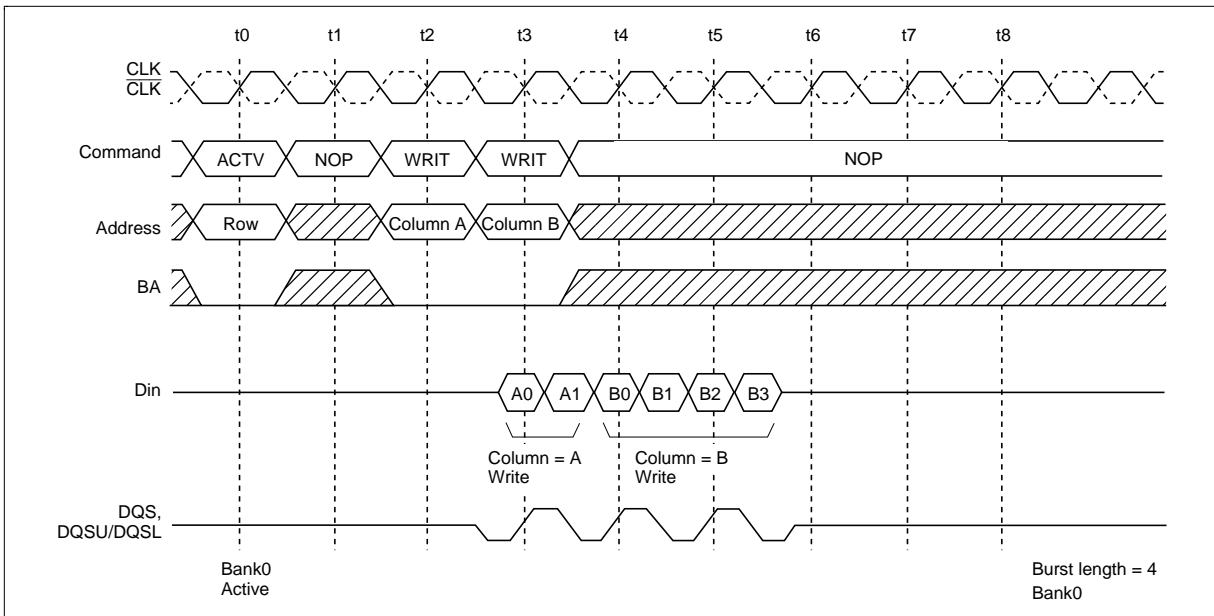 t0 t1 t2 t3 t4 t5 t6 t7 t8
CLK
CLK
Command ACTV NOP WRIT WRIT NOP
Address Row Column A Column B
BA
Din A0 A1 B0 B1 B2 B3
Column = A Column = B
Write Write
DQS,
DQSU/DQSL
Bank0 Burst length = 4
Active Bank0